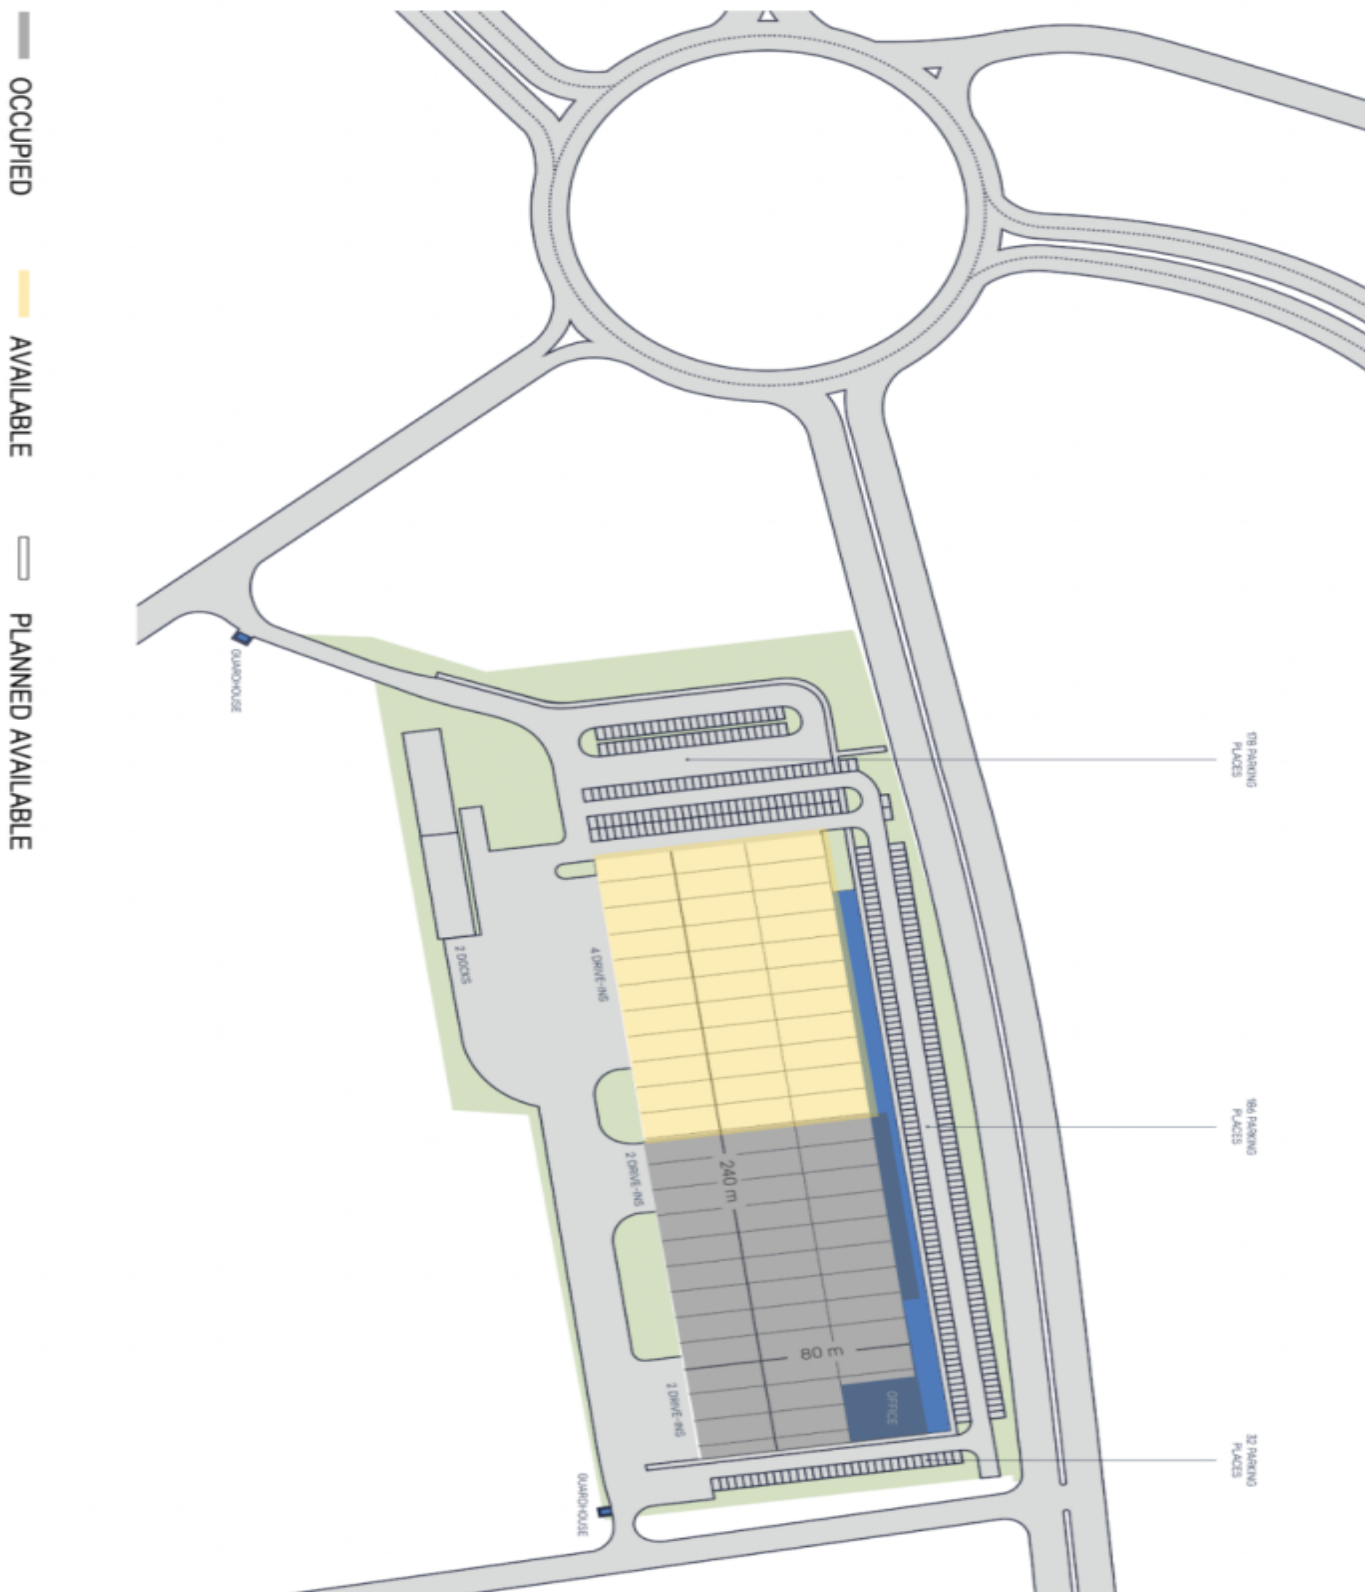 OCCUPIED
AVAILABLE
PLANNED AVAILABLE
178 PARKING
PLACES
186 PARKING
PLACES
32 PARKING
PLACES
GUARDHOUSE
2 DOCKS
4 DRIVE-INS
2 DRIVE-INS
2 DRIVE-INS
240 m
80 m
OFFICE
GUARDHOUSE